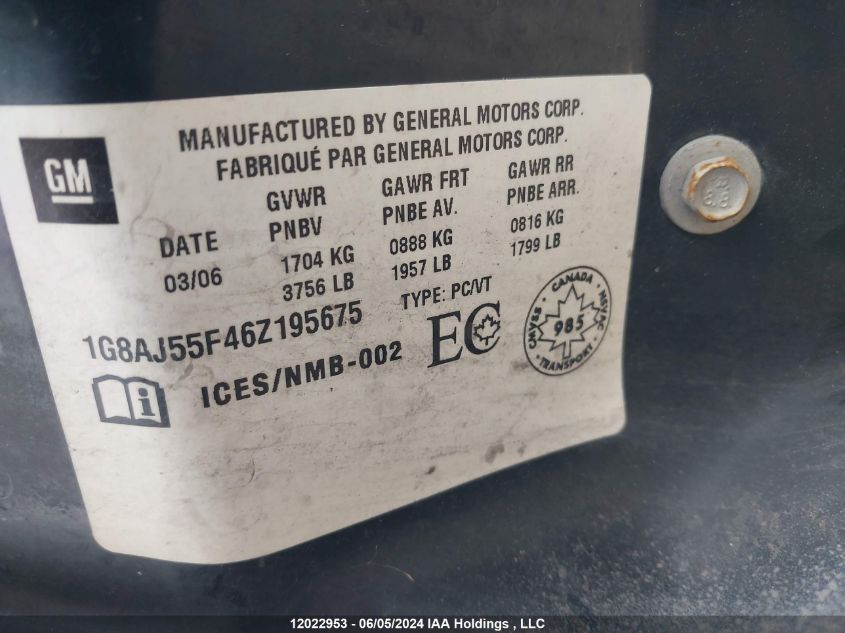 MANUFACTURED BY GENERAL MOTORS CORP.
FABRIQUÉ PAR GENERAL MOTORS CORP.
GM
DATE GVWR GAWR FRT GAWR RR
PNBV PNBE AV. PNBE ARR.
03/06 1704 KG 0888 KG 0816 KG
3756 LB 1957 LB 1799 LB
1G8AJ55F46Z195675 TYPE: PC/VT
i ICES/NMB-002 EC
CANADA
CMVSS NSVAC
985
TRANSPORT
12022953 - 06/05/2024 IAA Holdings , LLC